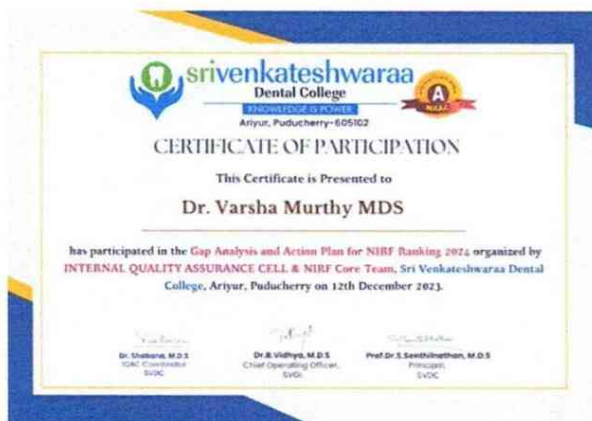 srivenkateshwaraa
Dental College
KNOWLEDGE IS POWER
Ariyur, Puducherry-605102
A
CERTIFICATE OF PARTICIPATION
This Certificate is Presented to
Dr. Varsha Murthy MDS
has participated in the Gap Analysis and Action Plan for NIRF Ranking 2024 organized by
INTERNAL QUALITY ASSURANCE CELL & NIRF Core Team, Sri Venkateshwaraa Dental
College, Ariyur, Puducherry on 12th December 2023.
Dr. Shabana, M.D.S
IQAC Coordinator
SVDC
Dr.B.Vidhya, M.D.S
Chief Operating Officer,
Prof.Dr.S.Senthilnathan, M.D.S
Principal,
SVDC